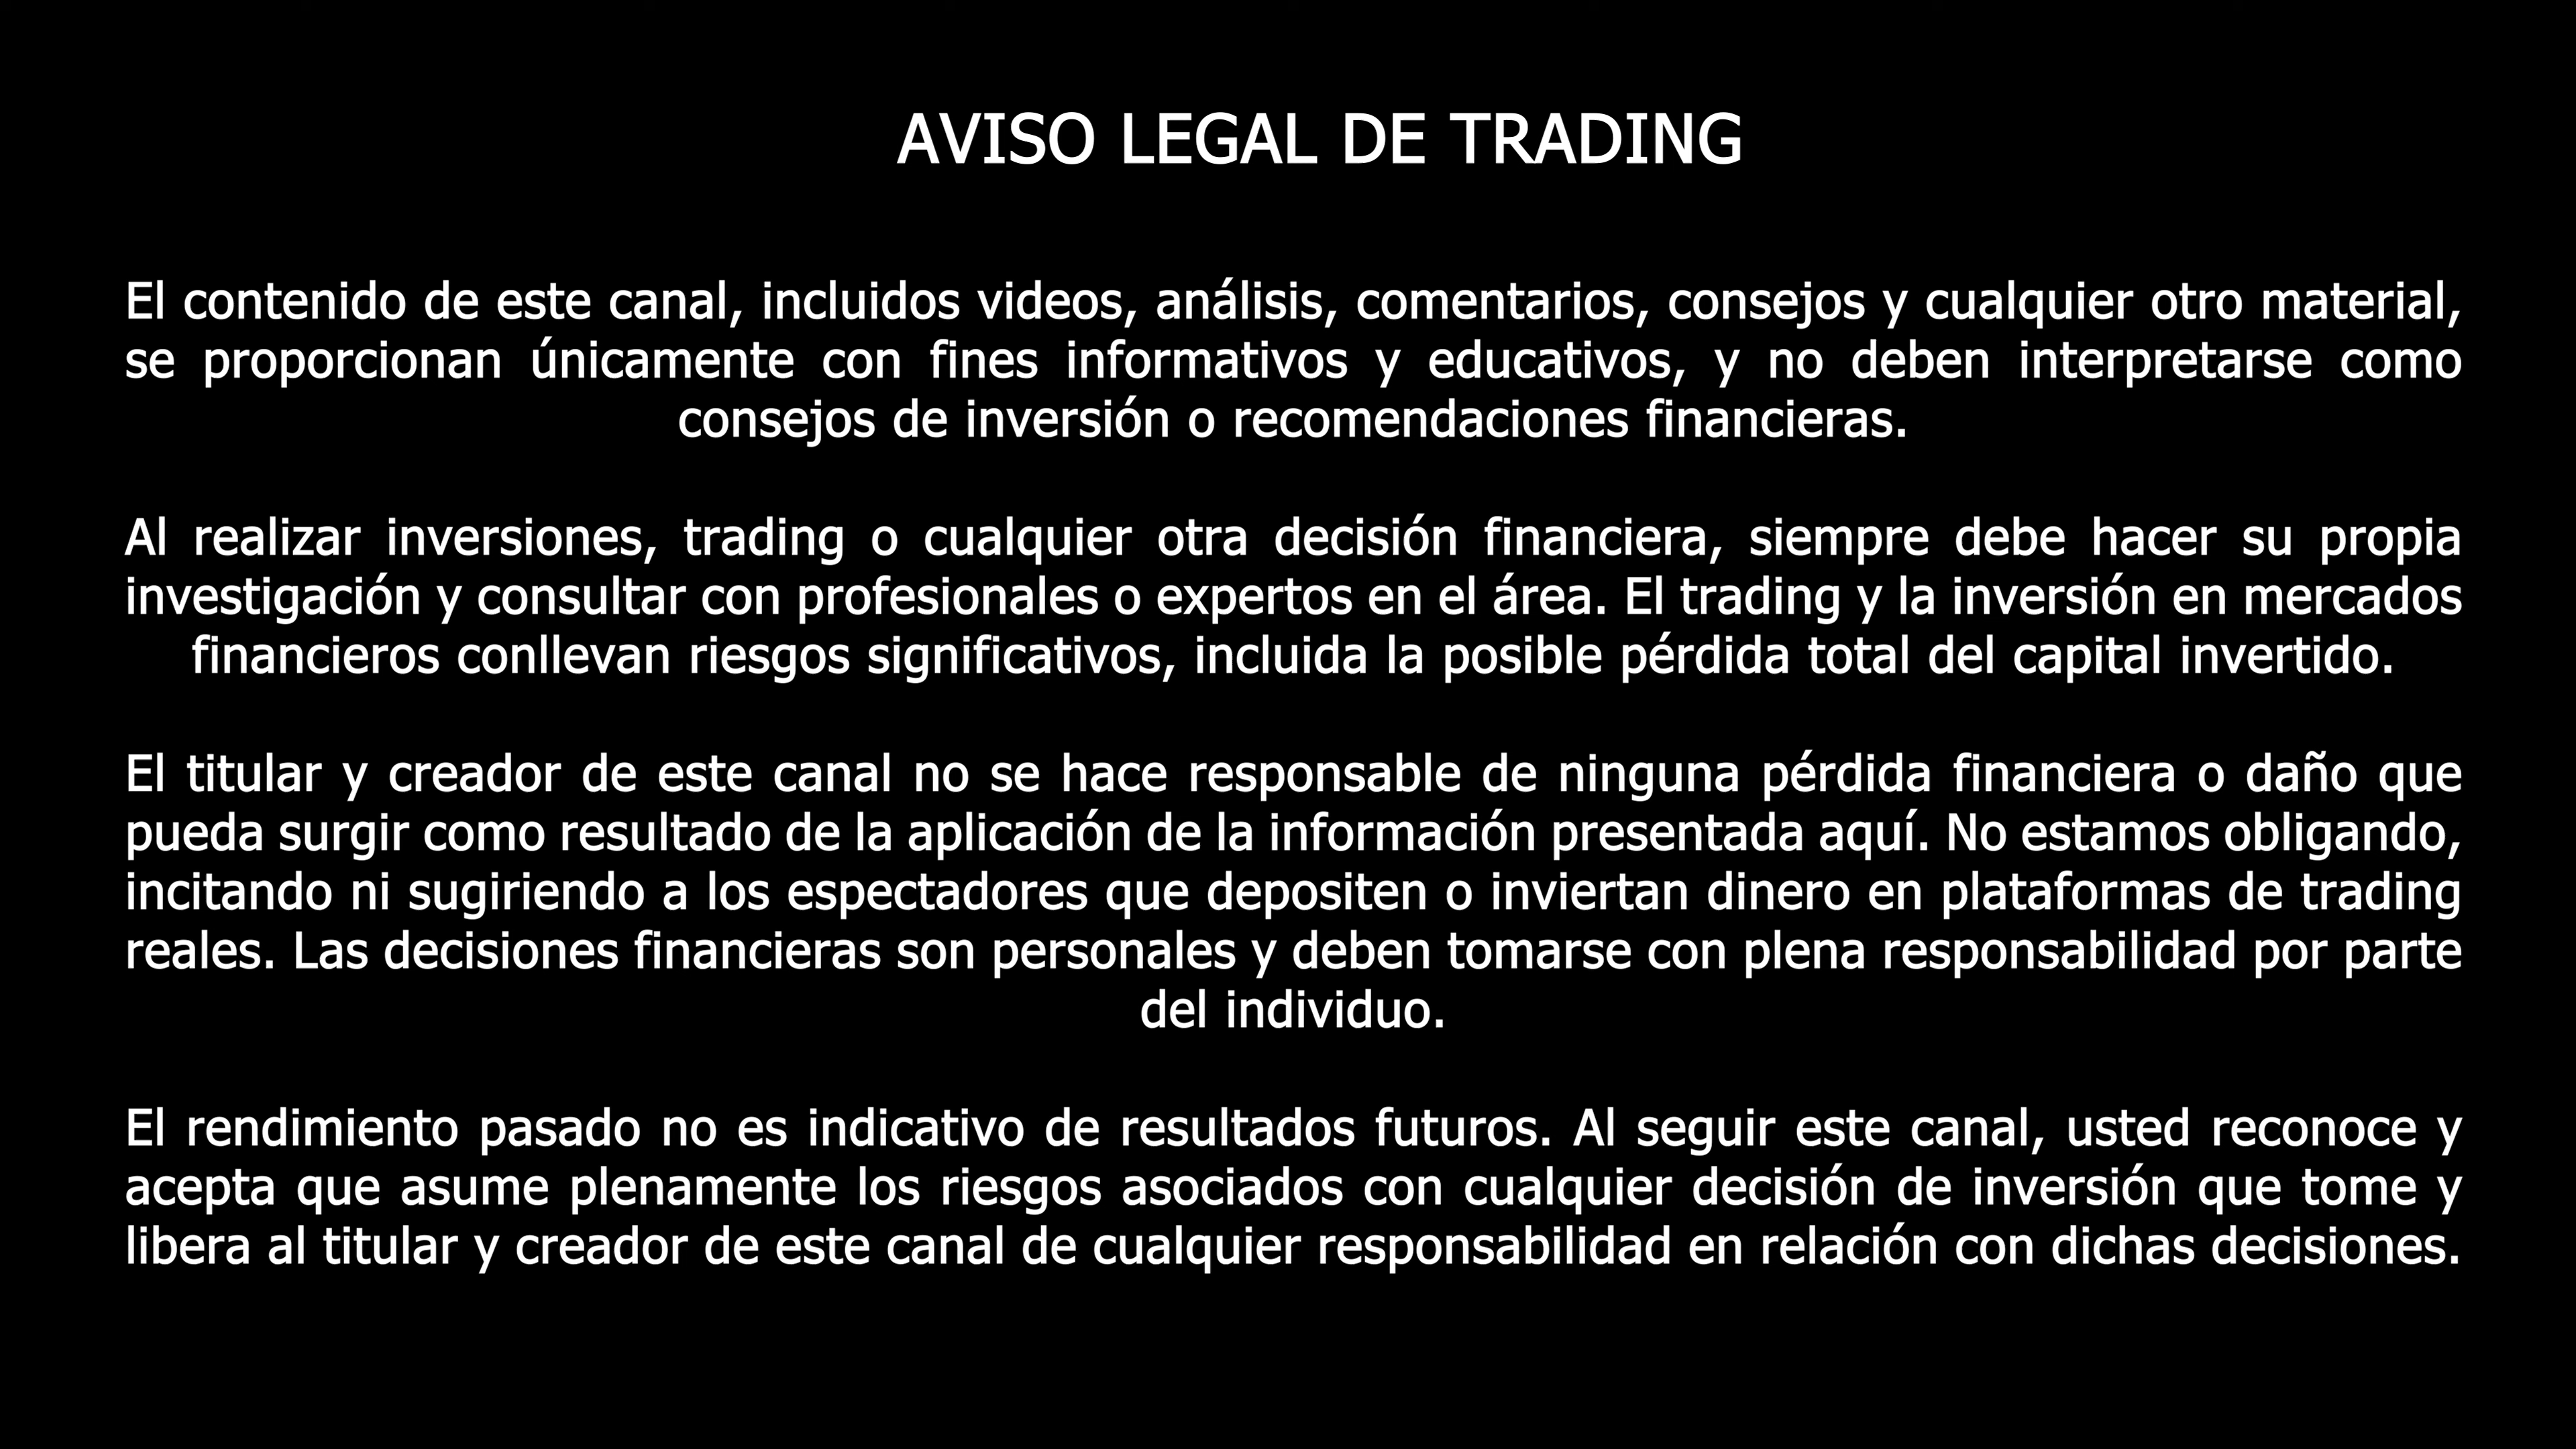 AVISO LEGAL DE TRADING
El contenido de este canal, incluidos videos, análisis, comentarios, consejos y cualquier otro material,
se proporcionan únicamente con fines informativos y educativos, y no deben interpretarse como
consejos de inversión o recomendaciones financieras.
Al realizar inversiones, trading o cualquier otra decisión financiera, siempre debe hacer su propia
investigación y consultar con profesionales o expertos en el área. El trading y la inversión en mercados
financieros conllevan riesgos significativos, incluida la posible pérdida total del capital invertido.
El titular y creador de este canal no se hace responsable de ninguna pérdida financiera o daño que
pueda surgir como resultado de la aplicación de la información presentada aquí. No estamos obligando,
incitando ni sugiriendo a los espectadores que depositen o inviertan dinero en plataformas de trading
reales. Las decisiones financieras son personales y deben tomarse con plena responsabilidad por parte
del individuo.
El rendimiento pasado no es indicativo de resultados futuros. Al seguir este canal, usted reconoce y
acepta que asume plenamente los riesgos asociados con cualquier decisión de inversión que tome y
libera al titular y creador de este canal de cualquier responsabilidad en relación con dichas decisiones.